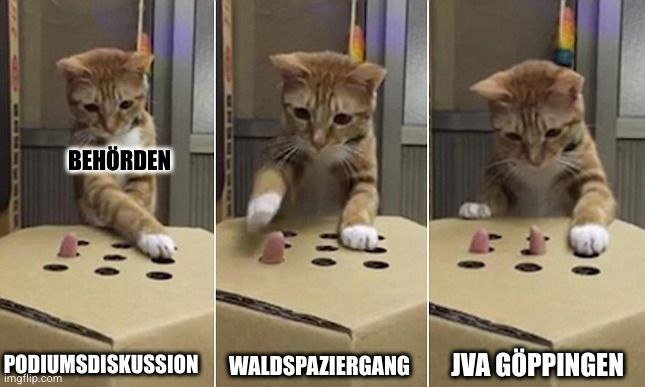 BEHÖRDEN
PODIUMSDISKUSSION
WALDSPAZIERGANG
JVA GÖPPINGEN
imgflip.com